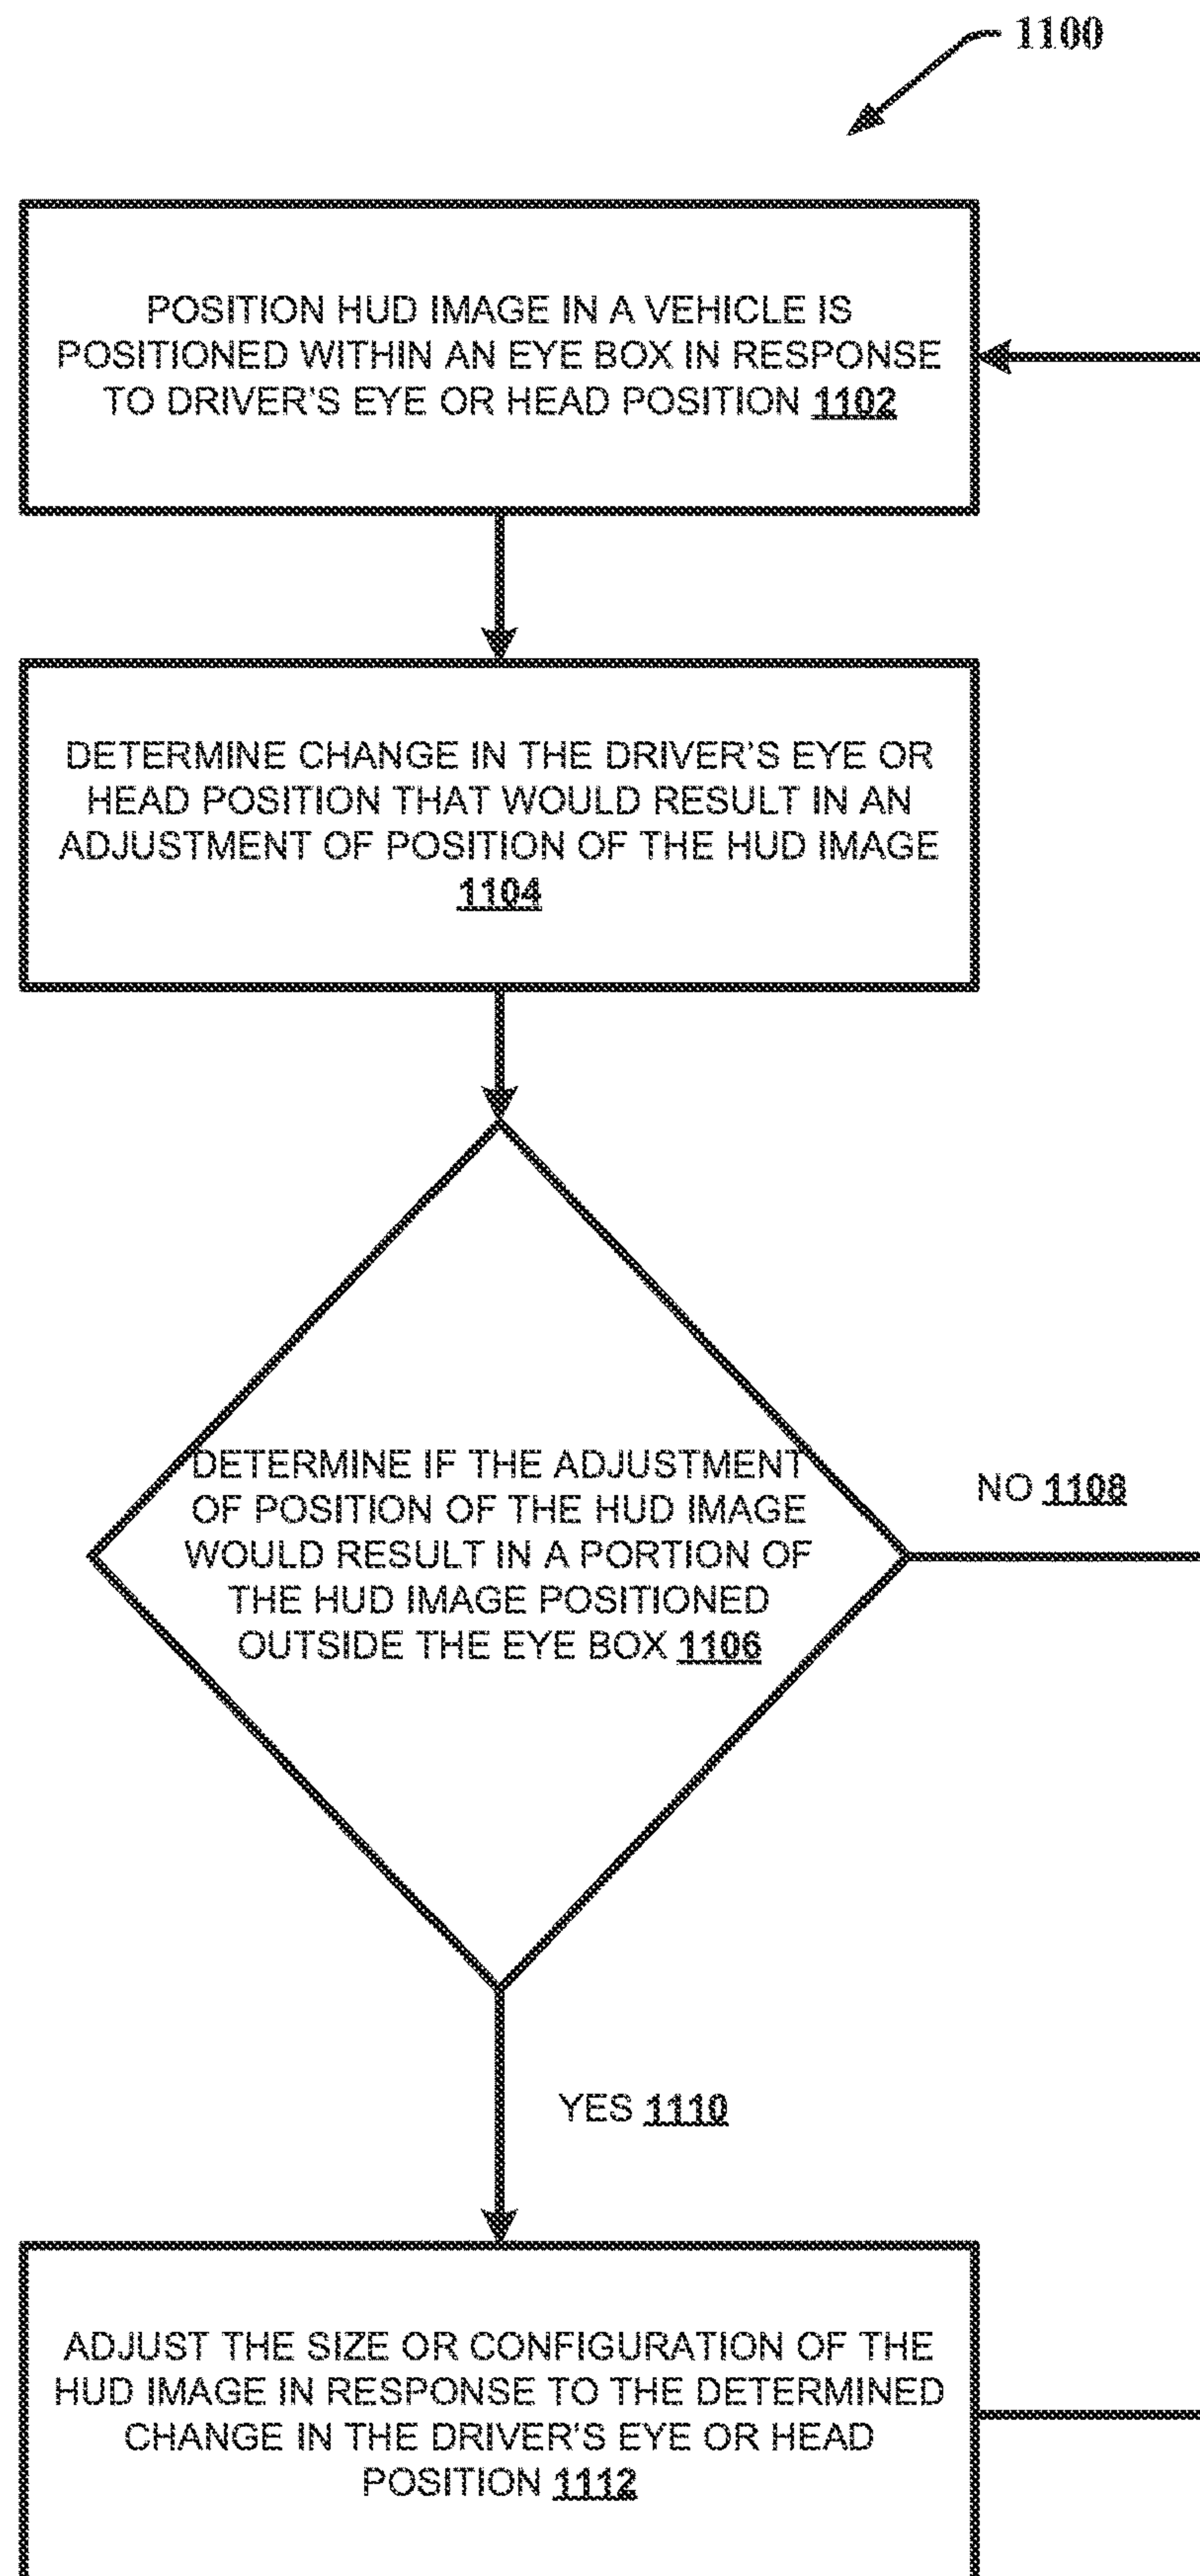 1100
POSITION HUD IMAGE IN A VEHICLE IS
POSITIONED WITHIN AN EYE BOX IN RESPONSE
TO DRIVER'S EYE OR HEAD POSITION 1102
DETERMINE CHANGE IN THE DRIVER'S EYE OR
HEAD POSITION THAT WOULD RESULT IN AN
ADJUSTMENT OF POSITION OF THE HUD IMAGE
1104
DETERMINE IF THE ADJUSTMENT
OF POSITION OF THE HUD IMAGE
WOULD RESULT IN A PORTION OF
THE HUD IMAGE POSITIONED
OUTSIDE THE EYE BOX 1106
NO 1108
YES 1110
ADJUST THE SIZE OR CONFIGURATION OF THE
HUD IMAGE IN RESPONSE TO THE DETERMINED
CHANGE IN THE DRIVER'S EYE OR HEAD
POSITION 1112